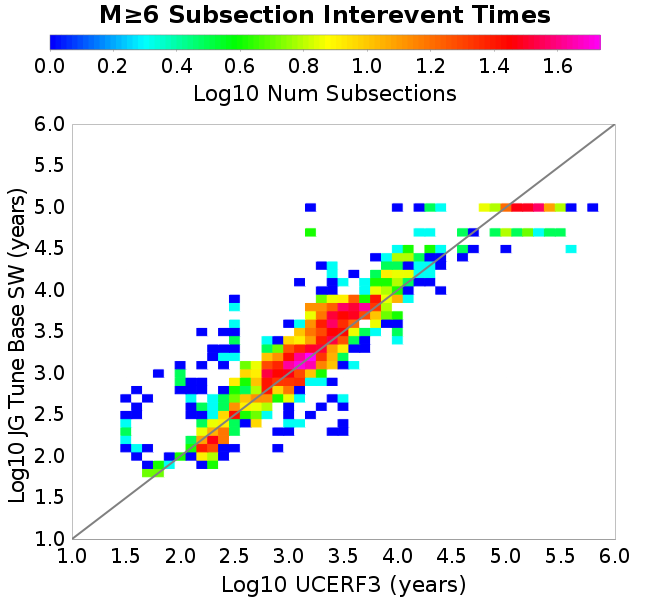 M≥6 Subsection Interevent Times
0.0 0.2 0.4 0.6 0.8 1.0 1.2 1.4 1.6
Log10 Num Subsections
6.0
5.5
5.0
4.5
4.0
3.5
3.0
2.5
2.0
1.5
1.0
Log10 JG Tune Base SW (years)
1.0 1.5 2.0 2.5 3.0 3.5 4.0 4.5 5.0 5.5 6.0
Log10 UCERF3 (years)